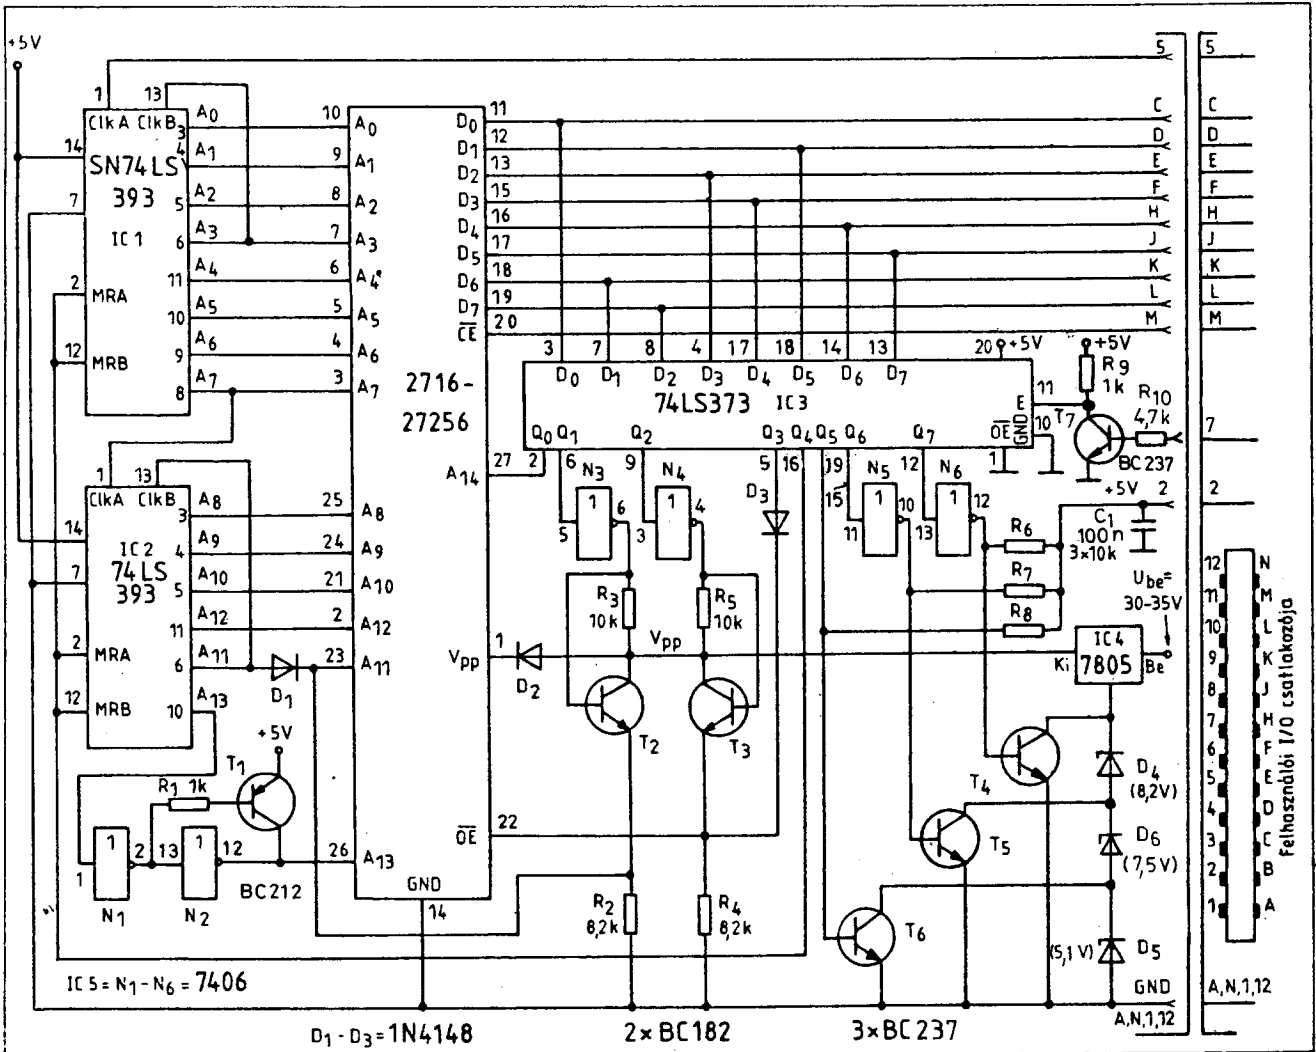 +5V
5
5
1
13
ClkA
ClkB
14
SN74LS
393
IC1
7
2
MRA
12
MRB
3
4
5
6
11
10
9
8
A0
A1
A2
A3
A4
A5
A6
A7
10
9
8
7
6
5
4
3
A0
A1
A2
A3
A4
A5
A6
A7
2716-
27256
D0
D1
D2
D3
D4
D5
D6
D7
CE
11
12
13
15
16
17
18
19
20
C
D
E
F
H
J
K
L
M
C
D
E
F
H
J
K
L
M
3
7
8
4
17
18
14
13
20
+5V
D0
D1
D2
D3
D4
D5
D6
D7
74LS373
IC3
E
11
OE
GND
10
1
Q0
Q1
Q2
Q3
Q4
Q5
Q6
Q7
2
6
9
5
16
19
15
12
+5V
R9
1k
T7
R10
4,7k
BC237
7
7
A14
27
N3
1
6
5
N4
1
4
3
D3
N5
1
10
11
N6
1
12
13
+5V
2
2
C1
100n
3x10k
R6
R7
R8
Ube=
30-35V
1
13
ClkA
ClkB
14
IC2
74LS
393
7
2
MRA
12
MRB
3
4
5
11
6
10
A8
A9
A10
A12
A11
A13
D1
25
24
21
2
23
A8
A9
A10
A12
A11
Vpp
1
D2
R3
10k
R5
10k
Vpp
IC4
7805
Ki
Be
T2
T3
T4
T5
T6
D4
(8,2V)
D6
(7,5V)
(5,1V)
D5
+5V
T1
R1 1k
1
1
2
N1
13
1
12
N2
BC212
26
A13
OE
22
GND
14
R2
8,2k
R4
8,2k
GND
A,N,1,12
A,N,1,12
12
11
10
9
8
7
6
5
4
3
2
1
N
M
L
K
J
H
F
E
D
C
B
A
Felhasználói I/O csatlakozója
IC5=N1-N6=7406
D1-D3=1N4148
2xBC182
3xBC237